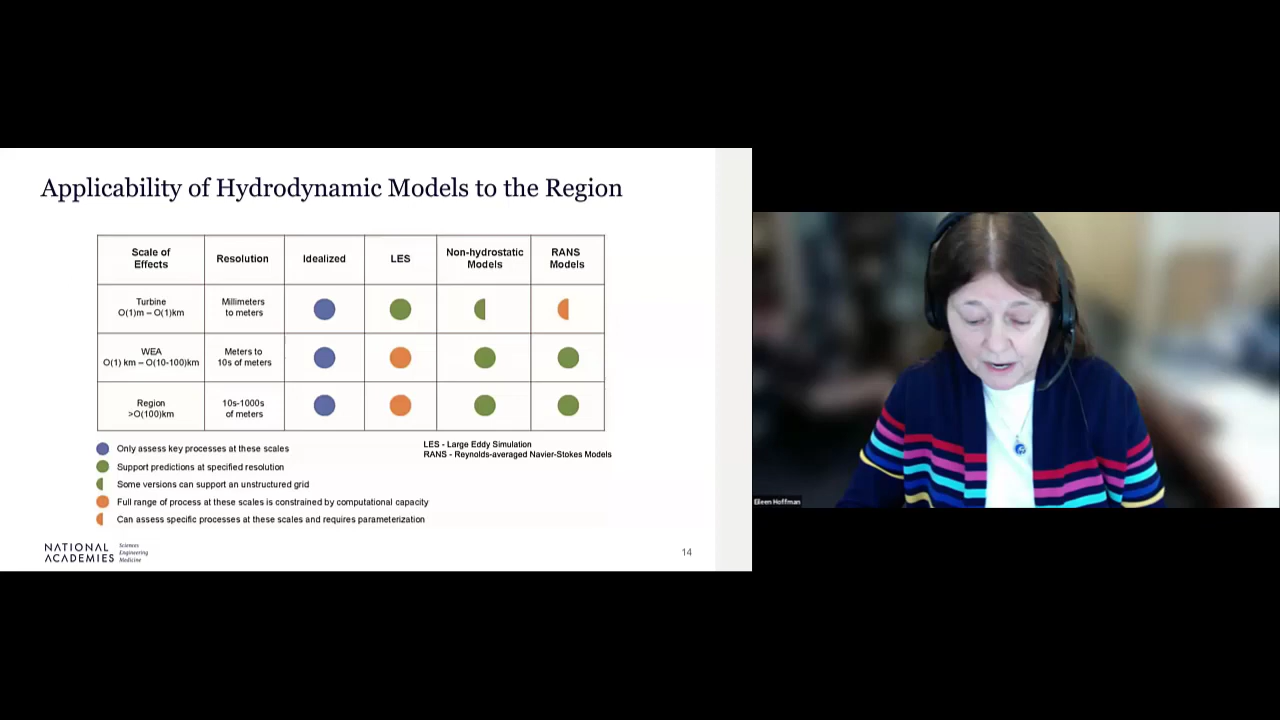 Applicability of Hydrodynamic Models to the Region
Scale of
Effects
Resolution
Idealized
LES
Non-hydrostatic
Models
RANS
Models
Turbine
O(1)m – O(1)km
Millimeters
to meters
WEA
O(1) km – O(10-100)km
Meters to
10s of meters
Region
>O(100)km
10s-1000s
of meters
Only assess key processes at these scales
Support predictions at specified resolution
Some versions can support an unstructured grid
Full range of process at these scales is constrained by computational capacity
Can assess specific processes at these scales and requires parameterization
LES - Large Eddy Simulation
RANS - Reynolds-averaged Navier-Stokes Models
NATIONAL
ACADEMIES
Sciences
Engineering
Medicine
14
Eileen Hoffman